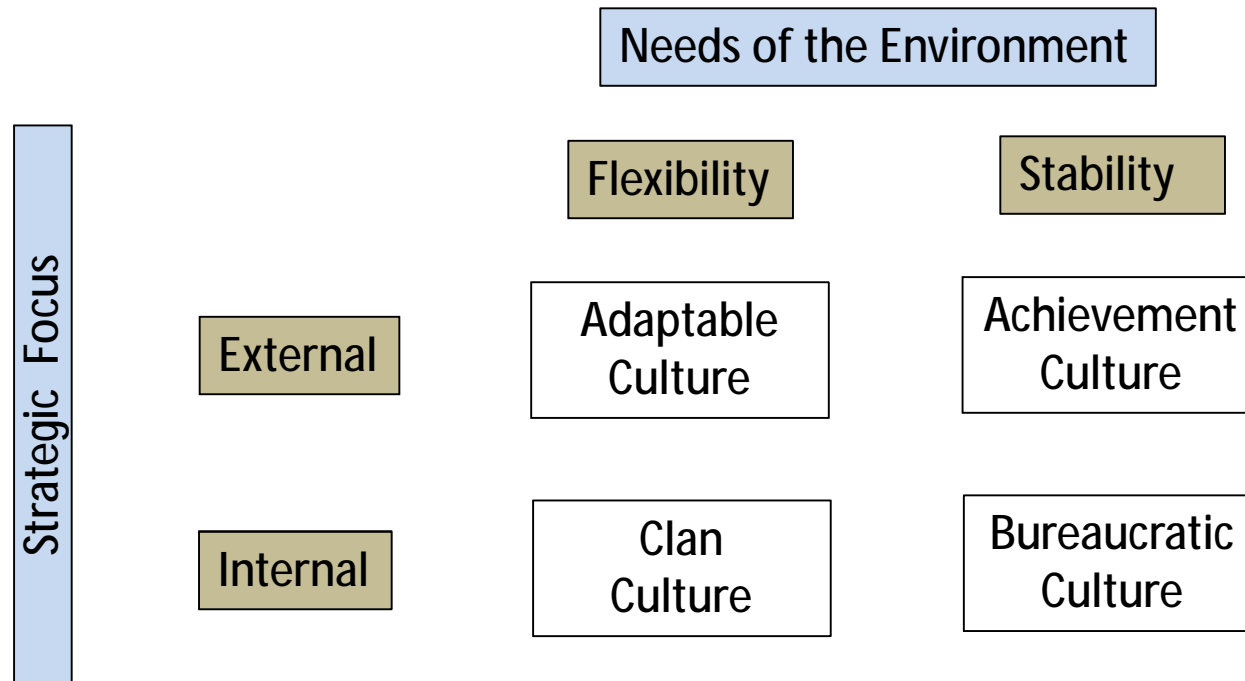 Needs of the Environment
Flexibility
Stability
Strategic Focus
External
Adaptable
Culture
Achievement
Culture
Internal
Clan
Culture
Bureaucratic
Culture